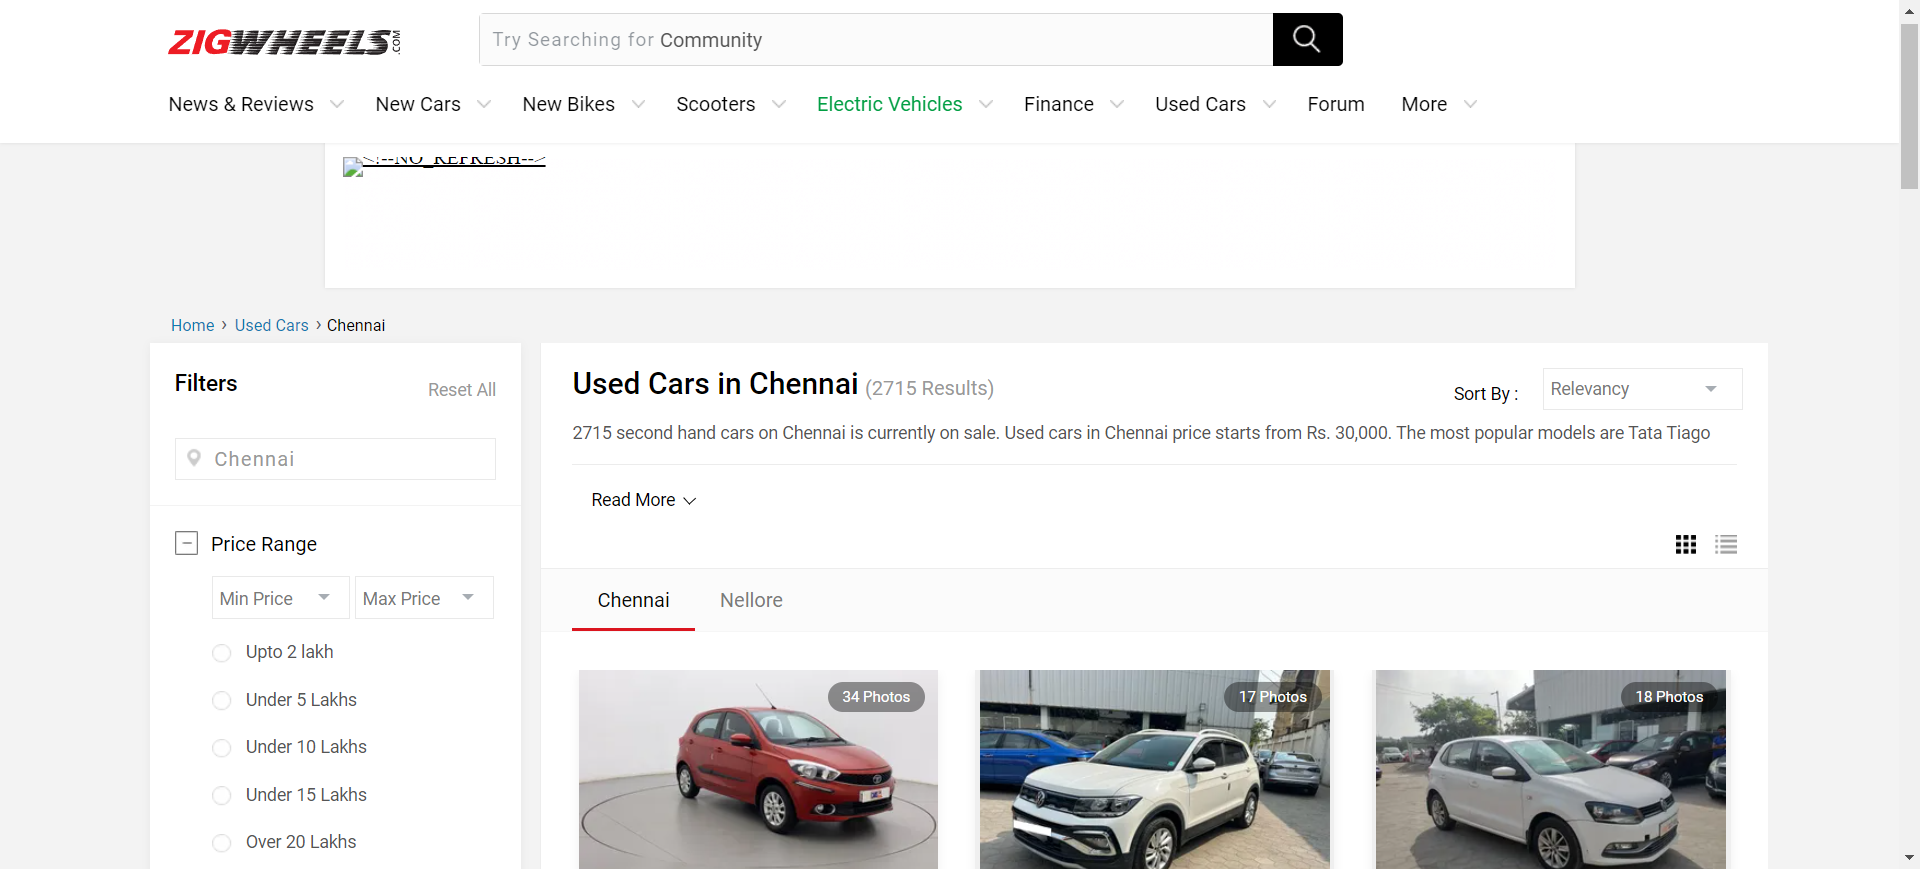 ZIGWHEELS.COM
Try Searching for Community
News & Reviews New Cars New Bikes Scooters Electric Vehicles Finance Used Cars Forum More
<!--NO_REFRESH-->
Home › Used Cars › Chennai
Filters
Reset All
Chennai
Price Range
Min Price Max Price
Upto 2 lakh
Under 5 Lakhs
Under 10 Lakhs
Under 15 Lakhs
Over 20 Lakhs
Used Cars in Chennai (2715 Results)
Sort By : Relevancy
2715 second hand cars on Chennai is currently on sale. Used cars in Chennai price starts from Rs. 30,000. The most popular models are Tata Tiago
Read More
Chennai Nellore
34 Photos
17 Photos
18 Photos